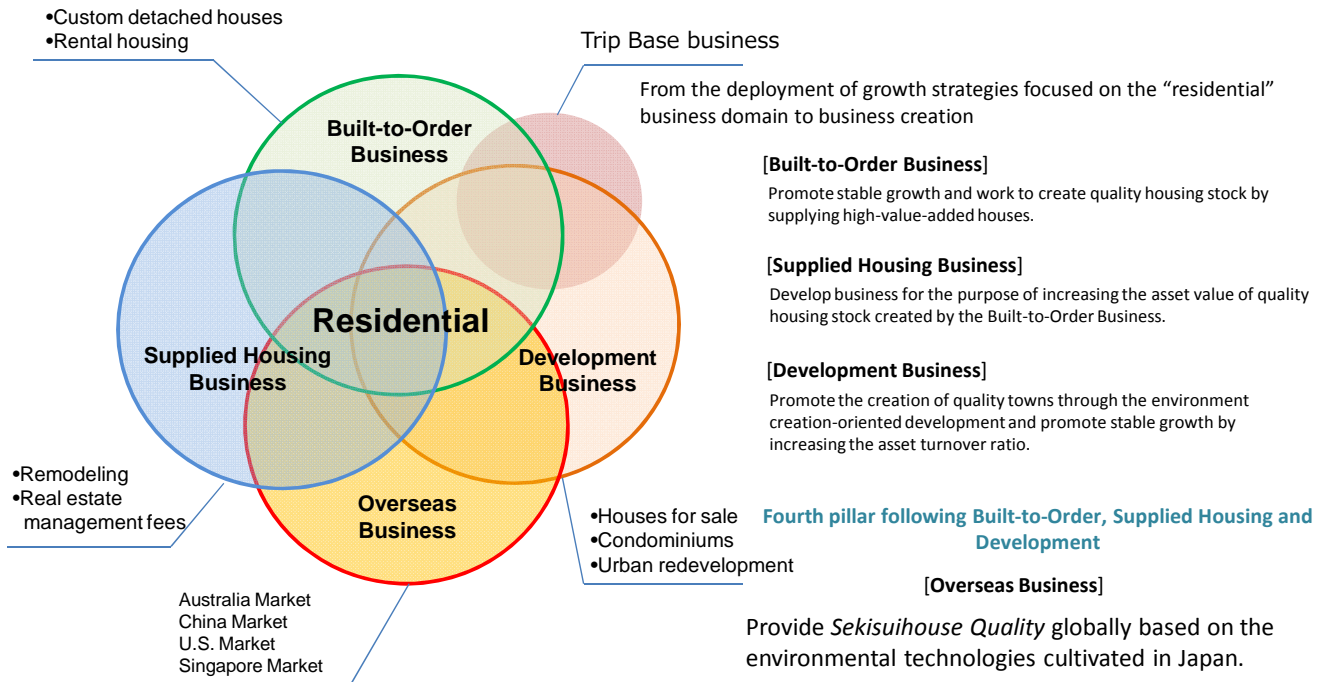 •Custom detached houses
•Rental housing
Trip Base business
From the deployment of growth strategies focused on the “residential”
business domain to business creation
Built-to-Order
Business
Residential
Supplied Housing
Business
Development
Business
Overseas
Business
•Remodeling
•Real estate
management fees
•Houses for sale
•Condominiums
•Urban redevelopment
Australia Market
China Market
U.S. Market
Singapore Market
[Built-to-Order Business]
Promote stable growth and work to create quality housing stock by
supplying high-value-added houses.
[Supplied Housing Business]
Develop business for the purpose of increasing the asset value of quality
housing stock created by the Built-to-Order Business.
[Development Business]
Promote the creation of quality towns through the environment
creation-oriented development and promote stable growth by
increasing the asset turnover ratio.
Fourth pillar following Built-to-Order, Supplied Housing and
Development
[Overseas Business]
Provide Sekisuihouse Quality globally based on the
environmental technologies cultivated in Japan.